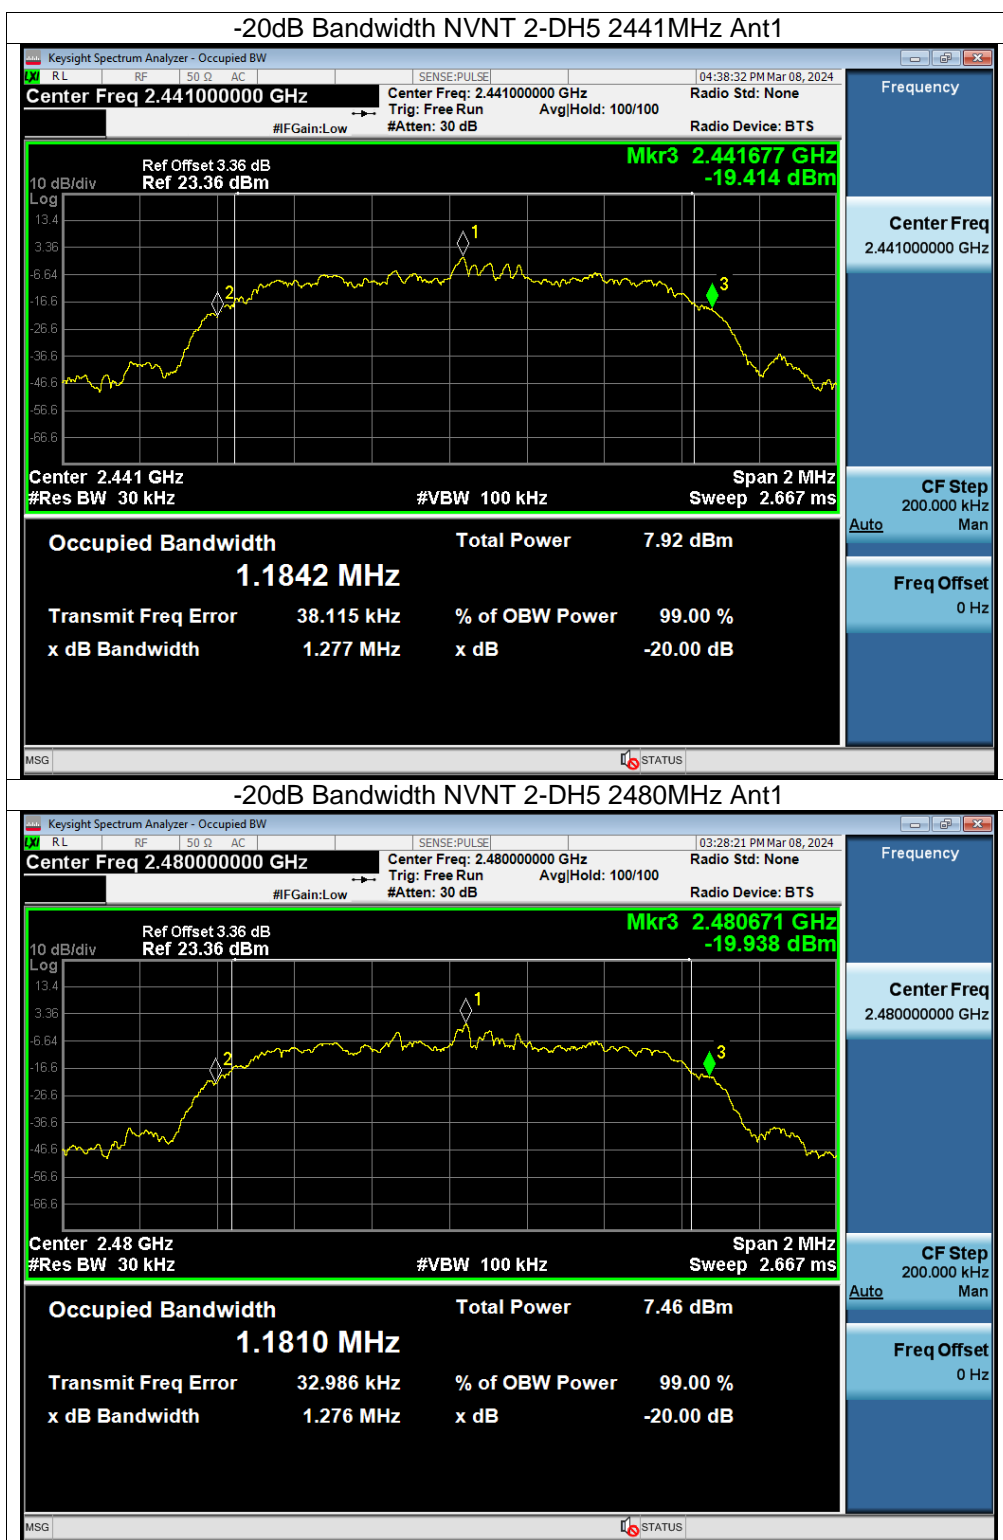 -20dB Bandwidth NVNT 2-DH5 2441MHz Ant1
Keysight Spectrum Analyzer - Occupied BW
LXI RL RF 50 Ω AC SENSE:PULSE 04:38:32 PM Mar 08, 2024
Center Freq 2.441000000 GHz Center Freq: 2.441000000 GHz Radio Std: None
Trig: Free Run Avg|Hold: 100/100
#IFGain:Low #Atten: 30 dB Radio Device: BTS
Frequency
Mkr3 2.441677 GHz
-19.414 dBm
Ref Offset 3.36 dB
10 dB/div Ref 23.36 dBm
Log
13.4
3.36
-6.64
-16.6
-26.6
-36.6
-46.6
-56.6
-66.6
1
2
3
Center 2.441 GHz Span 2 MHz
#Res BW 30 kHz #VBW 100 kHz Sweep 2.667 ms
Center Freq
2.441000000 GHz
CF Step
200.000 kHz
Auto Man
Freq Offset
0 Hz
Occupied Bandwidth Total Power 7.92 dBm
1.1842 MHz
Transmit Freq Error 38.115 kHz % of OBW Power 99.00 %
x dB Bandwidth 1.277 MHz x dB -20.00 dB
MSG STATUS
-20dB Bandwidth NVNT 2-DH5 2480MHz Ant1
Keysight Spectrum Analyzer - Occupied BW
LXI RL RF 50 Ω AC SENSE:PULSE 03:28:21 PM Mar 08, 2024
Center Freq 2.480000000 GHz Center Freq: 2.480000000 GHz Radio Std: None
Trig: Free Run Avg|Hold: 100/100
#IFGain:Low #Atten: 30 dB Radio Device: BTS
Frequency
Mkr3 2.480671 GHz
-19.938 dBm
Ref Offset 3.36 dB
10 dB/div Ref 23.36 dBm
Log
13.4
3.36
-6.64
-16.6
-26.6
-36.6
-46.6
-56.6
-66.6
1
2
3
Center 2.48 GHz Span 2 MHz
#Res BW 30 kHz #VBW 100 kHz Sweep 2.667 ms
Center Freq
2.480000000 GHz
CF Step
200.000 kHz
Auto Man
Freq Offset
0 Hz
Occupied Bandwidth Total Power 7.46 dBm
1.1810 MHz
Transmit Freq Error 32.986 kHz % of OBW Power 99.00 %
x dB Bandwidth 1.276 MHz x dB -20.00 dB
MSG STATUS